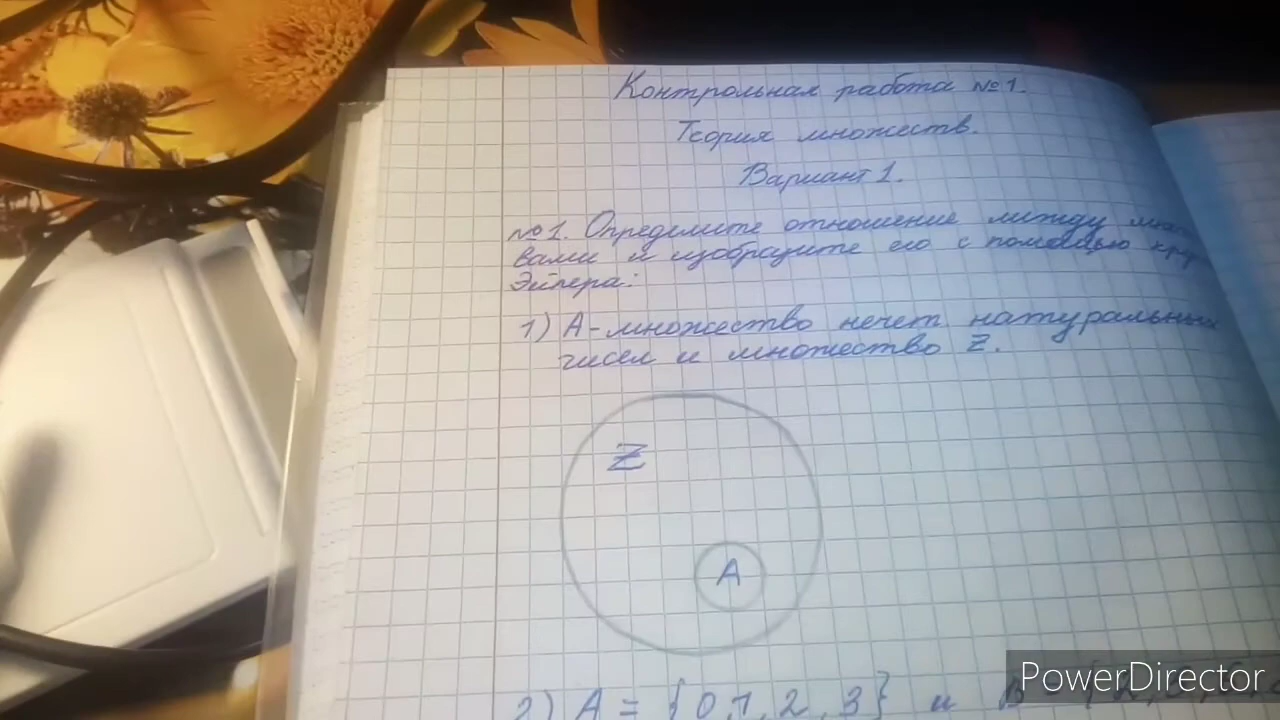 Контрольная работа №1.
Теория множеств.
Вариант 1.
№1. Определите отношение между
вами и изобразите его с помощью
Эйлера:
1) А-множество нечет натуральных
чисел и множество Z.
Z
A
2) A = {0,1,2,3} и B =
PowerDirector